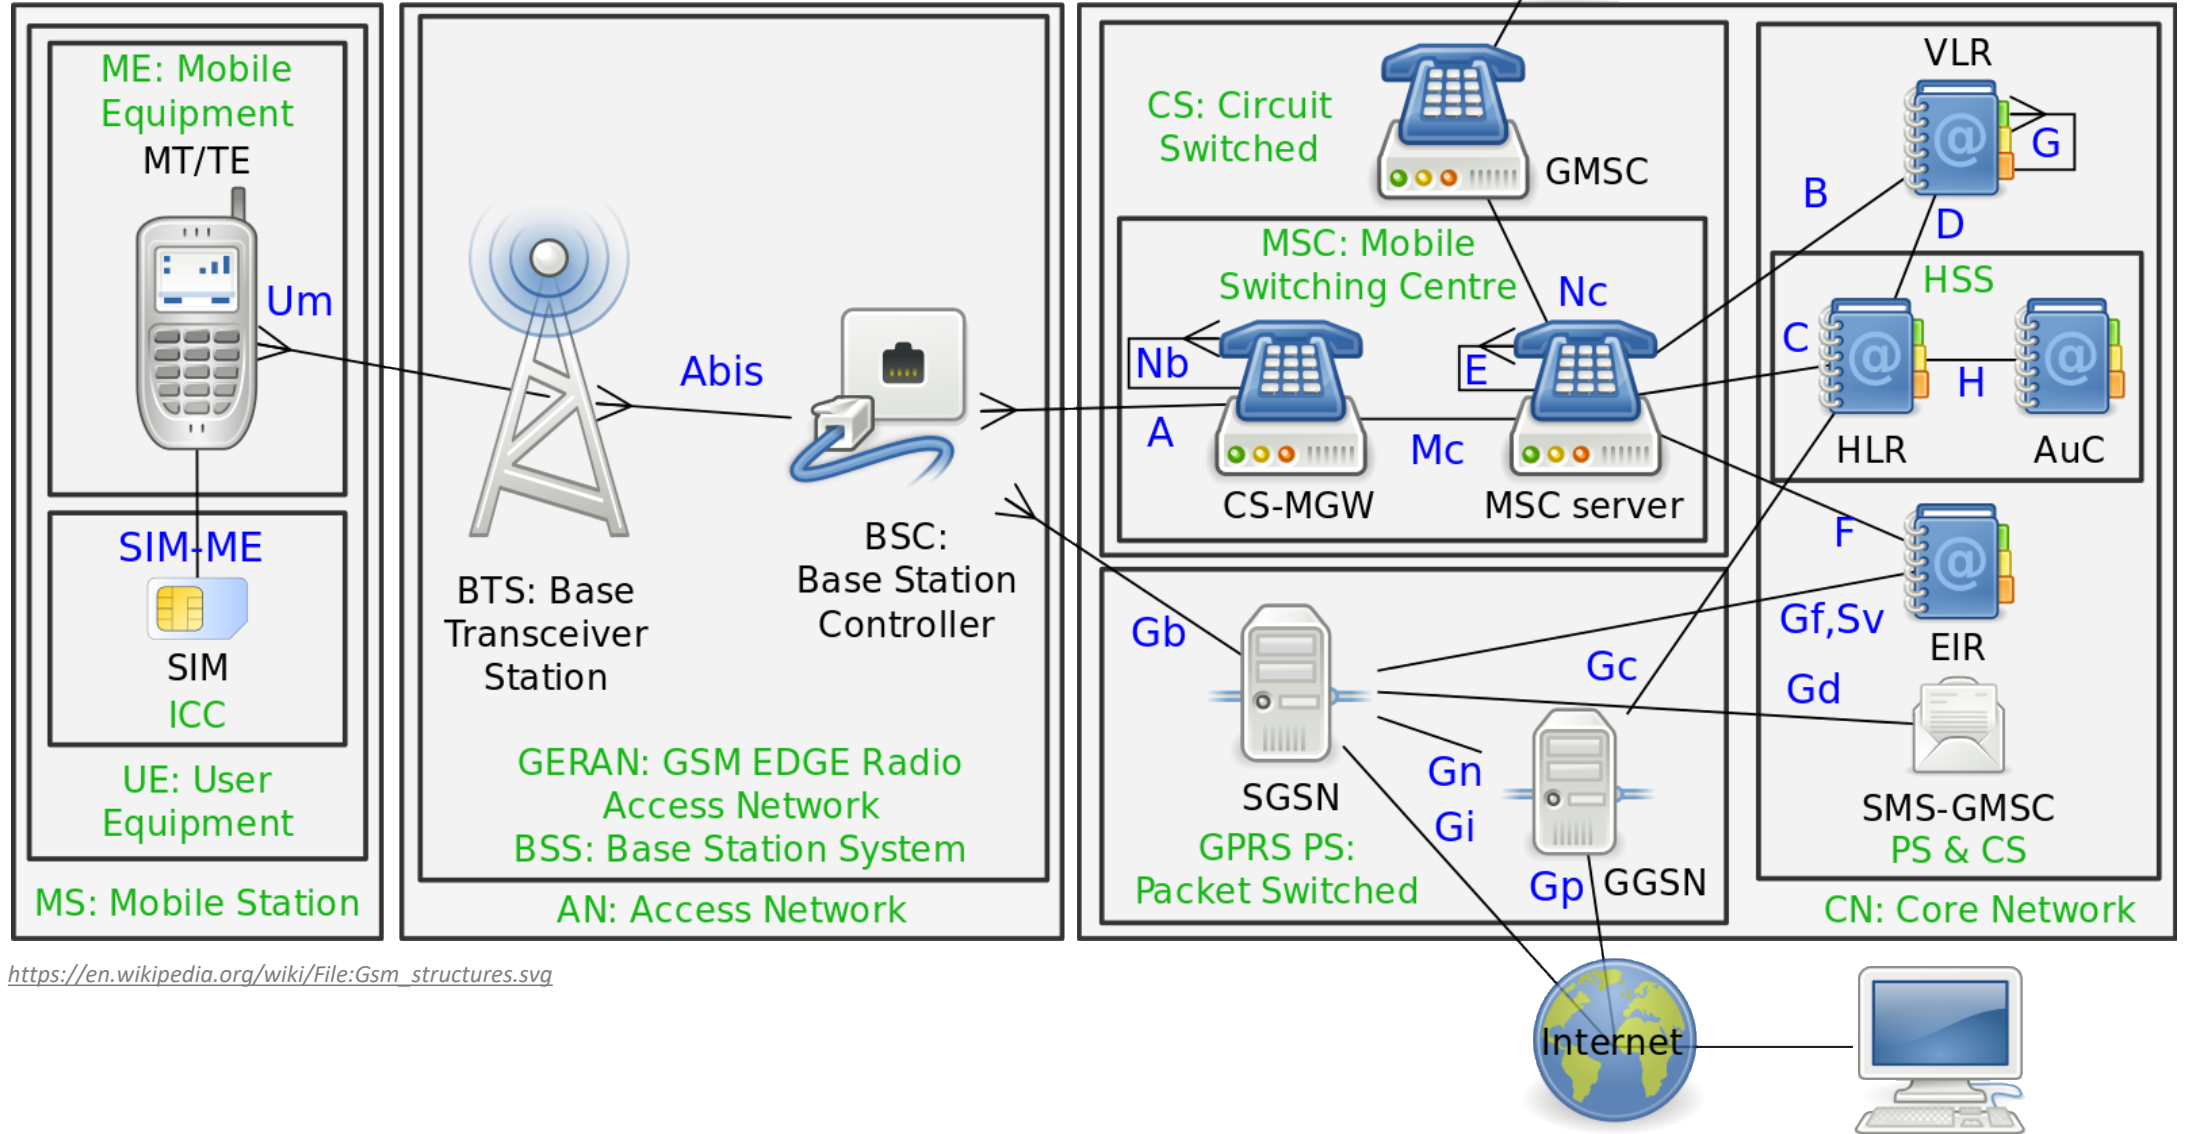 ME: Mobile
Equipment
MT/TE
Um
SIM-ME
SIM
ICC
UE: User
Equipment
MS: Mobile Station
Abis
BTS: Base
Transceiver
Station
BSC:
Base Station
Controller
GERAN: GSM EDGE Radio
Access Network
BSS: Base Station System
AN: Access Network
CS: Circuit
Switched
GMSC
MSC: Mobile
Switching Centre
Nc
Nb
E
A
Mc
CS-MGW
MSC server
Gb
SGSN
GPRS PS:
Packet Switched
Gc
Gn
Gi
Gp
GGSN
VLR
@
G
B
D
HSS
C
@
H
@
HLR
AuC
F
@
Gf,Sv
EIR
Gd
SMS-GMSC
PS & CS
CN: Core Network
https://en.wikipedia.org/wiki/File:Gsm_structures.svg
Internet